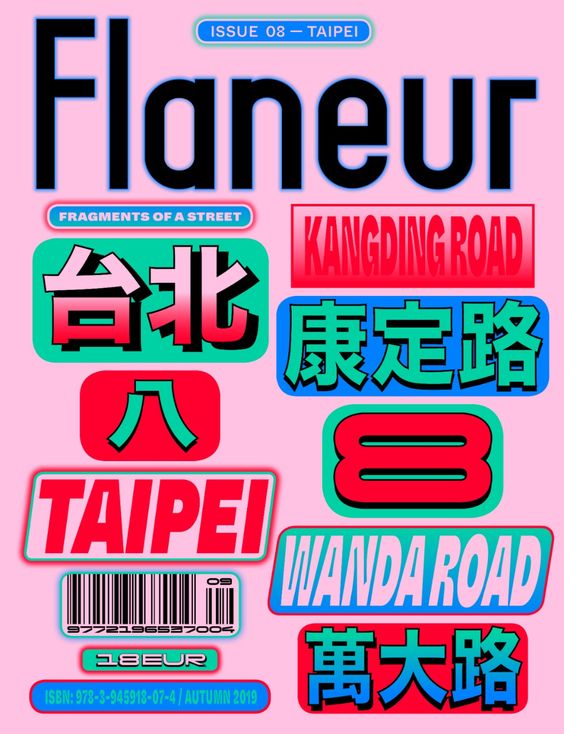 ISSUE 08 — TAIPEI
Flaneur
FRAGMENTS OF A STREET
KANGDING ROAD
台北
康定路
八
8
TAIPEI
WANDA ROAD
09
9772196537004
萬大路
18EUR
ISBN: 978-3-945913-07-4 / AUTUMN 2019